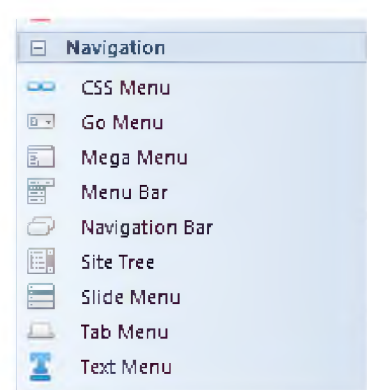 Navigation
CSS Menu
Go Menu
Mega Menu
Menu Bar
Navigation Bar
Site Tree
Slide Menu
Tab Menu
Text Menu